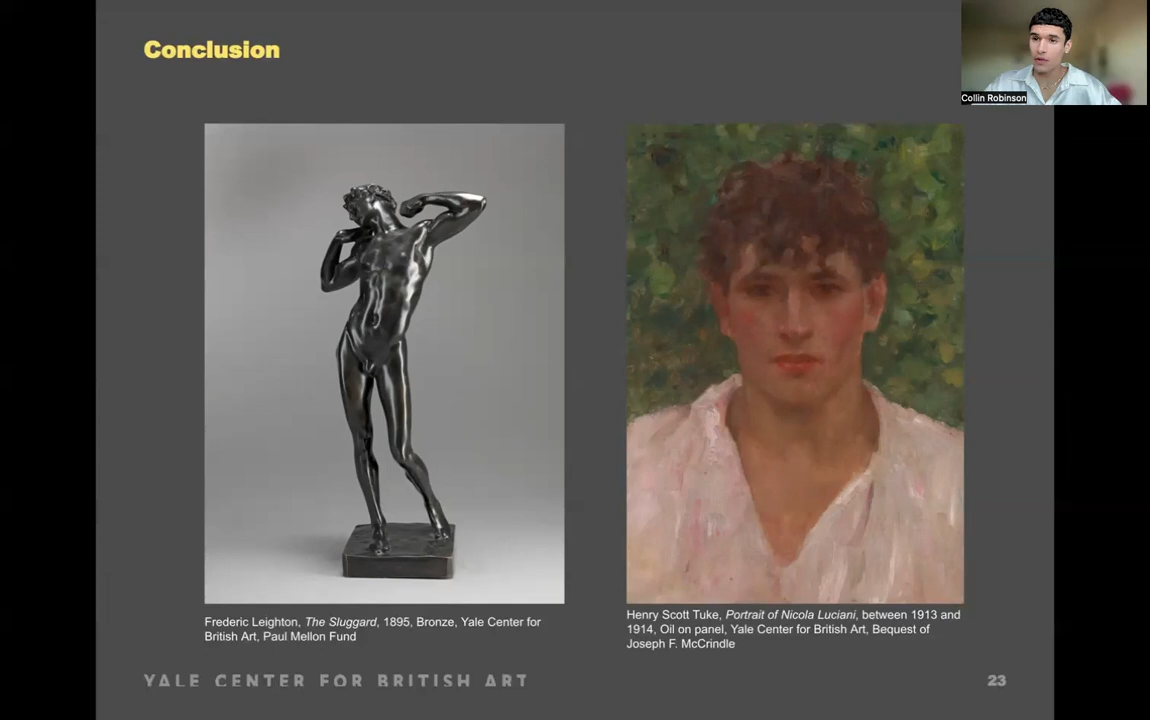 Conclusion
Collin Robinson
Frederic Leighton, The Sluggard, 1895, Bronze, Yale Center for
British Art, Paul Mellon Fund
Henry Scott Tuke, Portrait of Nicola Luciani, between 1913 and
1914, Oil on panel, Yale Center for British Art, Bequest of
Joseph F. McCrindle
YALE CENTER FOR BRITISH ART
23